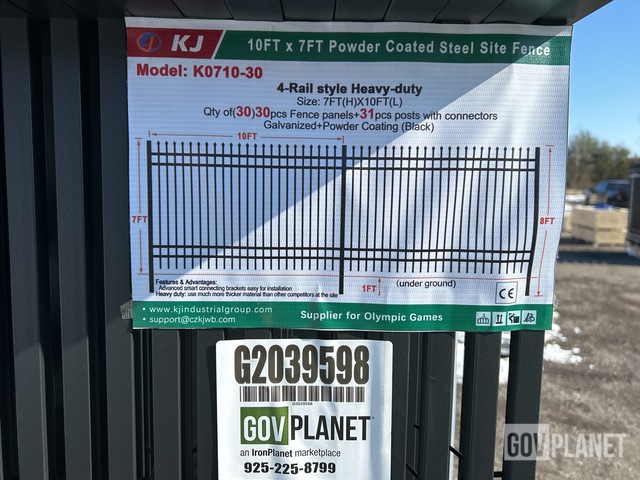 KJ 10FT x 7FT Powder Coated Steel Site Fence
Model: K0710-30
4-Rail style Heavy-duty
Size: 7FT(H)X10FT(L)
Qty of(30)30pcs Fence panels+31pcs posts with connectors
Galvanized+Powder Coating (Black)
10FT
7FT
8FT
1FT
(under ground)
Features & Advantages:
Advanced smart connecting brackets easy for installation
Heavy duty: use much more thicker material than other competitors at the site
CE
• www.kjindustrialgroup.com
• support@czkjwb.com
Supplier for Olympic Games
G2039598
G2039598
GOVPLANET
an IronPlanet marketplace
925-225-8799
GOVPLANET